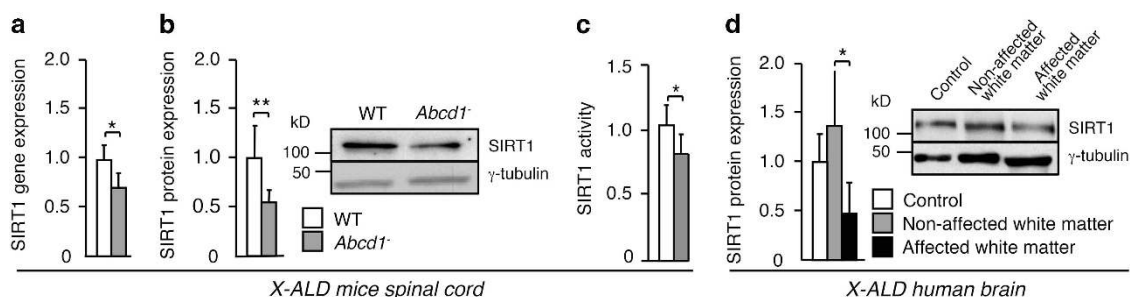 a
SIRT1 gene expression
2.0
1.5
1.0
0.5
0
*
b
SIRT1 protein expression
2.0
1.5
1.0
0.5
0
**
WT Abcd1-
kD
100
50
SIRT1
γ-tubulin
WT
Abcd1-
c
SIRT1 activity
1.5
1.0
0.5
0
*
X-ALD mice spinal cord
d
SIRT1 protein expression
2.0
1.5
1.0
0.5
0
*
Control
Non-affected
white matter
Affected
white matter
kD
100
50
SIRT1
γ-tubulin
Control
Non-affected white matter
Affected white matter
X-ALD human brain